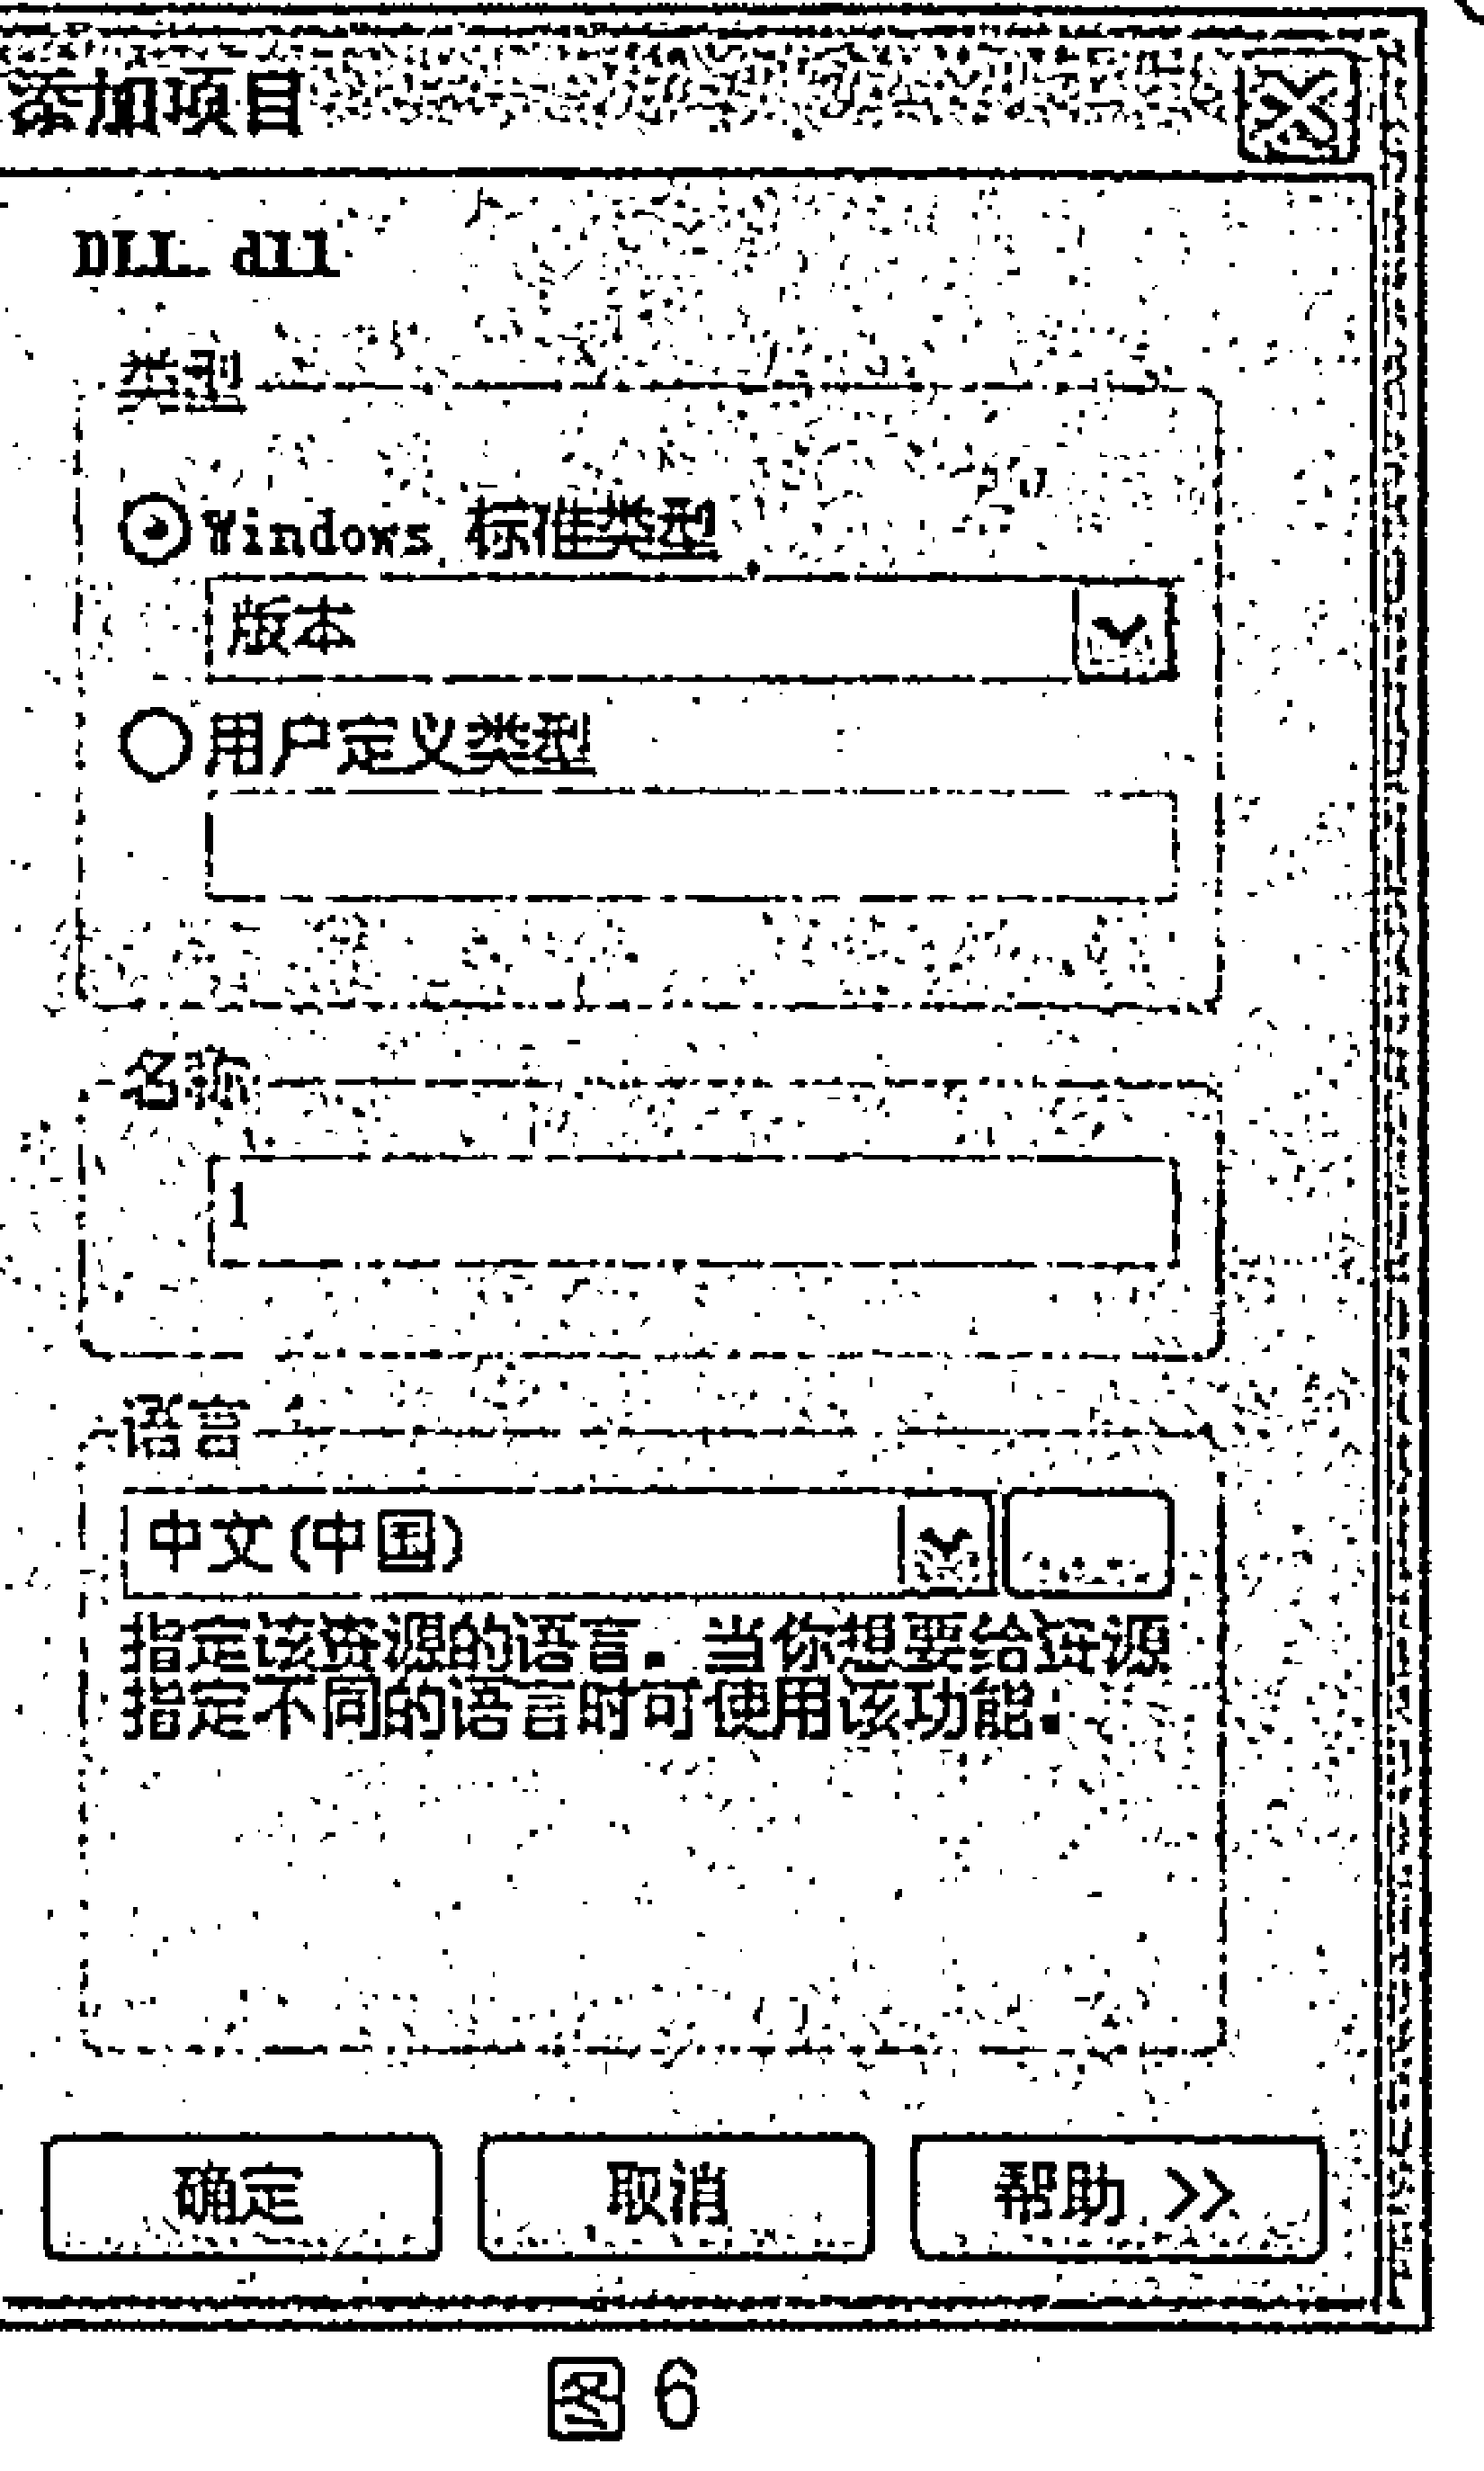 添加项目
DLL.dll
类型
Windows 标准类型
版本
用户定义类型
名称
1
语言
中文(中国)
指定该资源的语言。当你想要给资源
指定不同的语言时可使用该功能。
确定
取消
帮助 >>
图 6